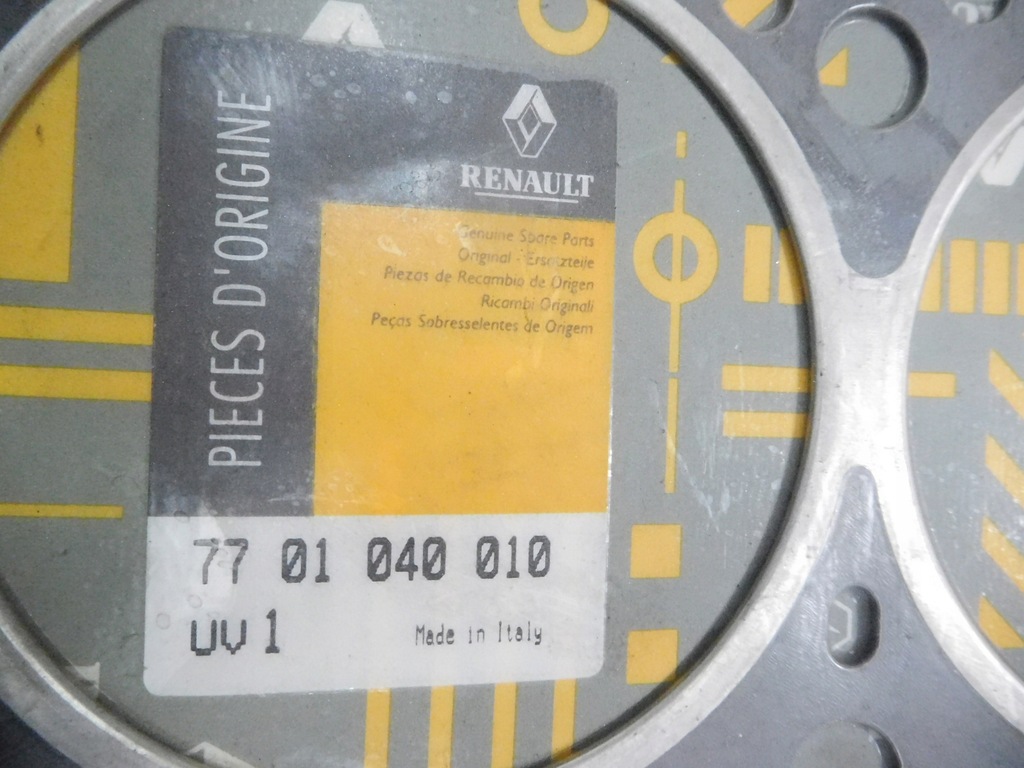 PIECES D'ORIGINE
RENAULT
Genuine Spare Parts
Original - Ersatzteile
Piezas de Recambio de Origen
Ricambi Originali
Peças Sobresselentes de Origem
77 01 040 010
UV 1
Made in Italy